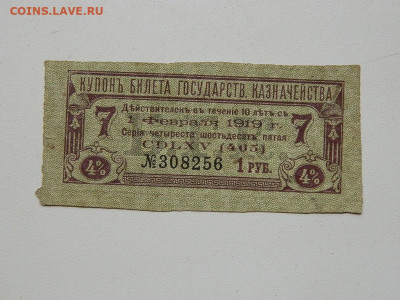 COINS.LAVE.RU
КУПОНЪ БИЛЕТА ГОСУДАРСТВ. КАЗНАЧЕЙСТВА
7 Дѣйствителенъ въ теченіе 10 лѣтъ съ 7
1 Февраля 1919 г.
Серія четыреста шестьдесятъ пятая
CDLXV (465)
4% №308256 1 РУБ. 4%